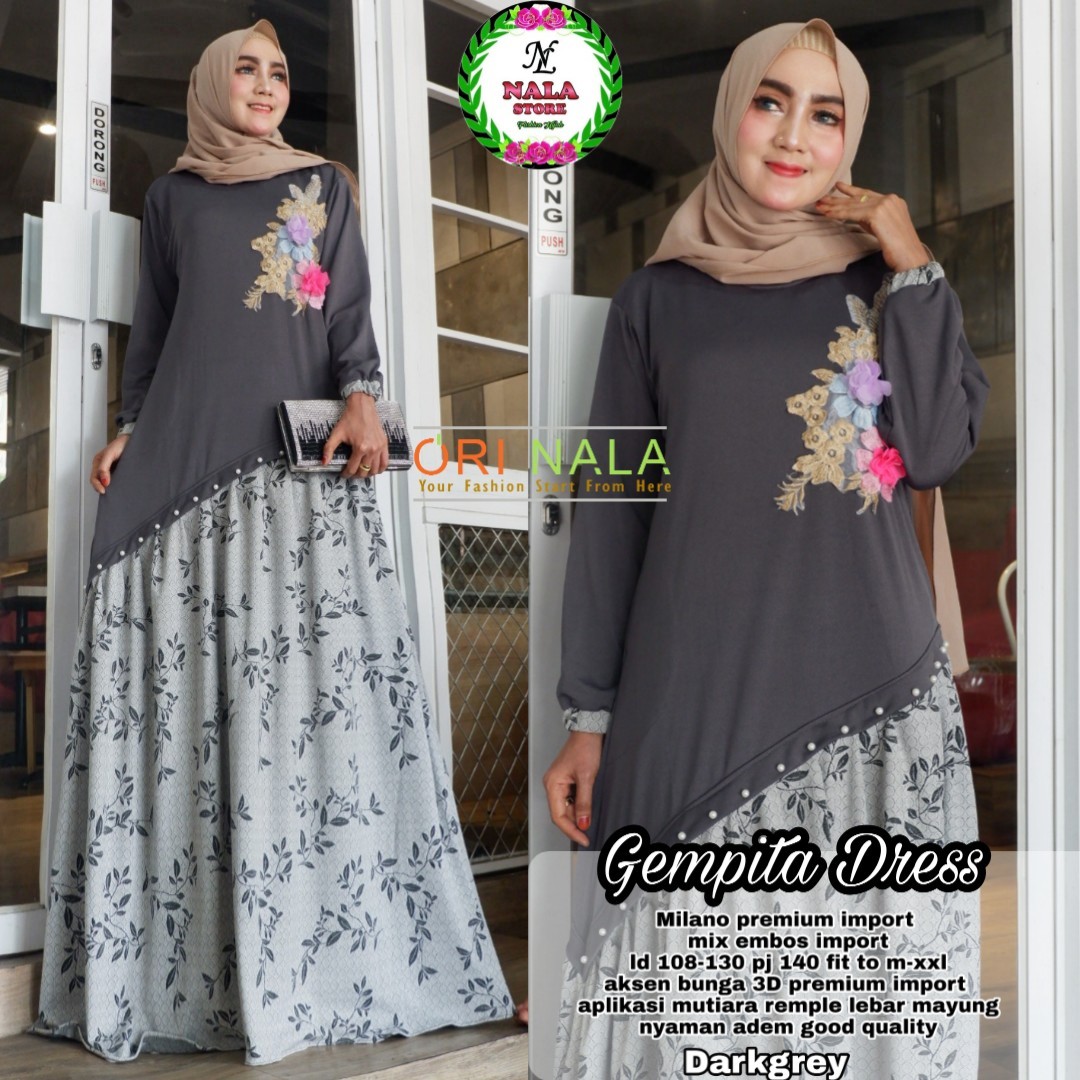 NL
NALA
STORE
DORONG
PUSH
DORONG
PUSH
ORI NALA
Your Fashion Start From Here
Gempita Dress
Milano premium import
mix embos import
ld 108-130 pj 140 fit to m-xxl
aksen bunga 3D premium import
aplikasi mutiara remple lebar mayung
nyaman adem good quality
Darkgrey